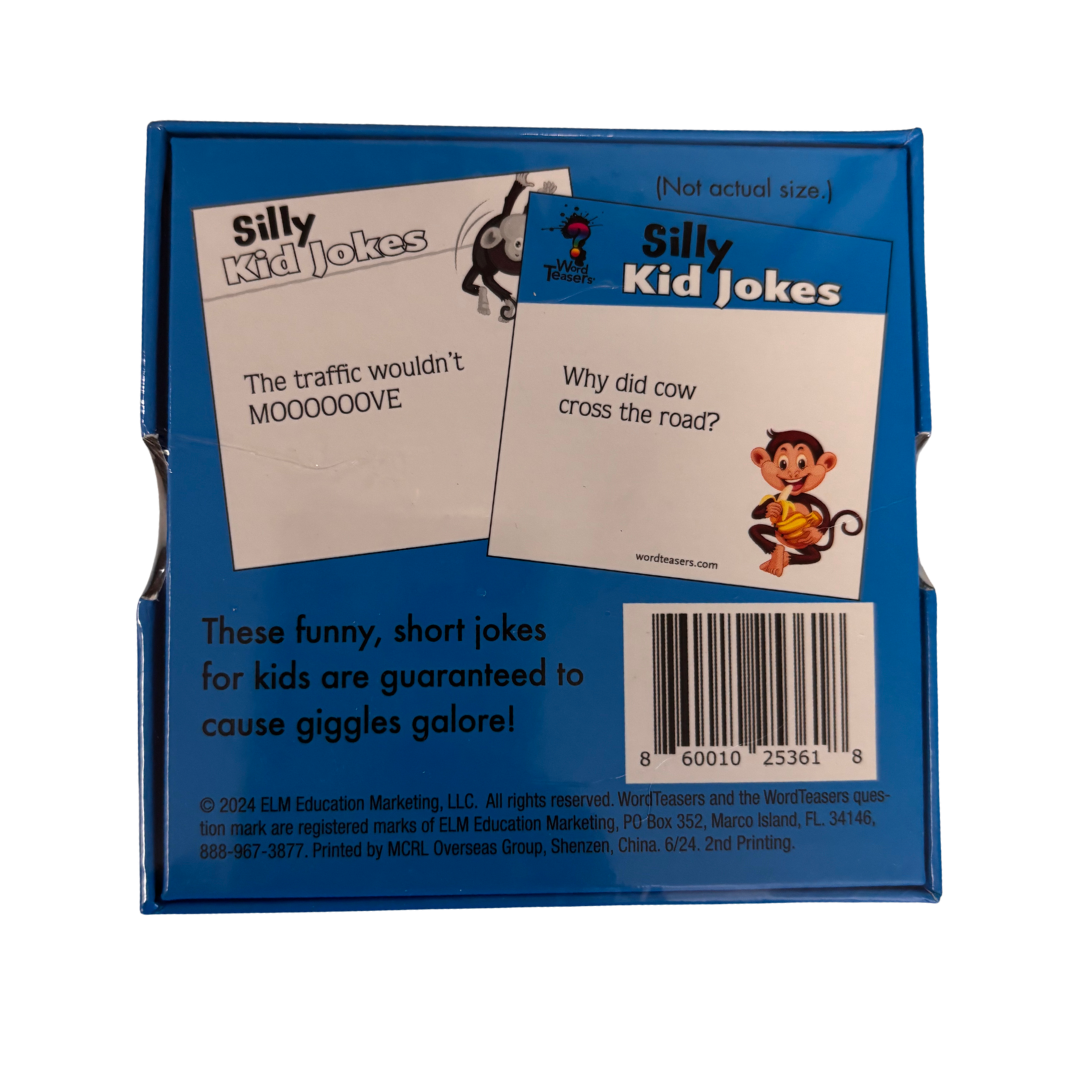 (Not actual size.)
Silly
Kid Jokes
The traffic wouldn't
MOOOOOOVE
Word
Teasers
Silly
Kid Jokes
Why did cow
cross the road?
wordteasers.com
These funny, short jokes
for kids are guaranteed to
cause giggles galore!
8 60010 25361 8
© 2024 ELM Education Marketing, LLC. All rights reserved. WordTeasers and the WordTeasers ques-
tion mark are registered marks of ELM Education Marketing, PO Box 352, Marco Island, FL. 34146,
888-967-3877. Printed by MCRL Overseas Group, Shenzen, China. 6/24. 2nd Printing.